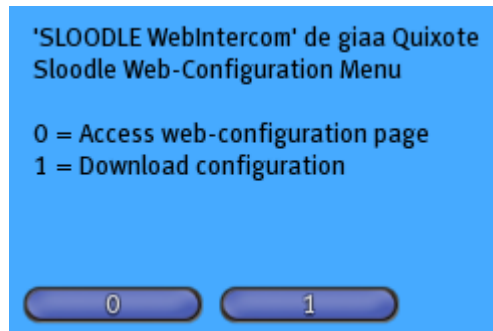 'SLOODLE WebIntercom' de giaa Quixote
Sloodle Web-Configuration Menu
0 = Access web-configuration page
1 = Download configuration
0 1